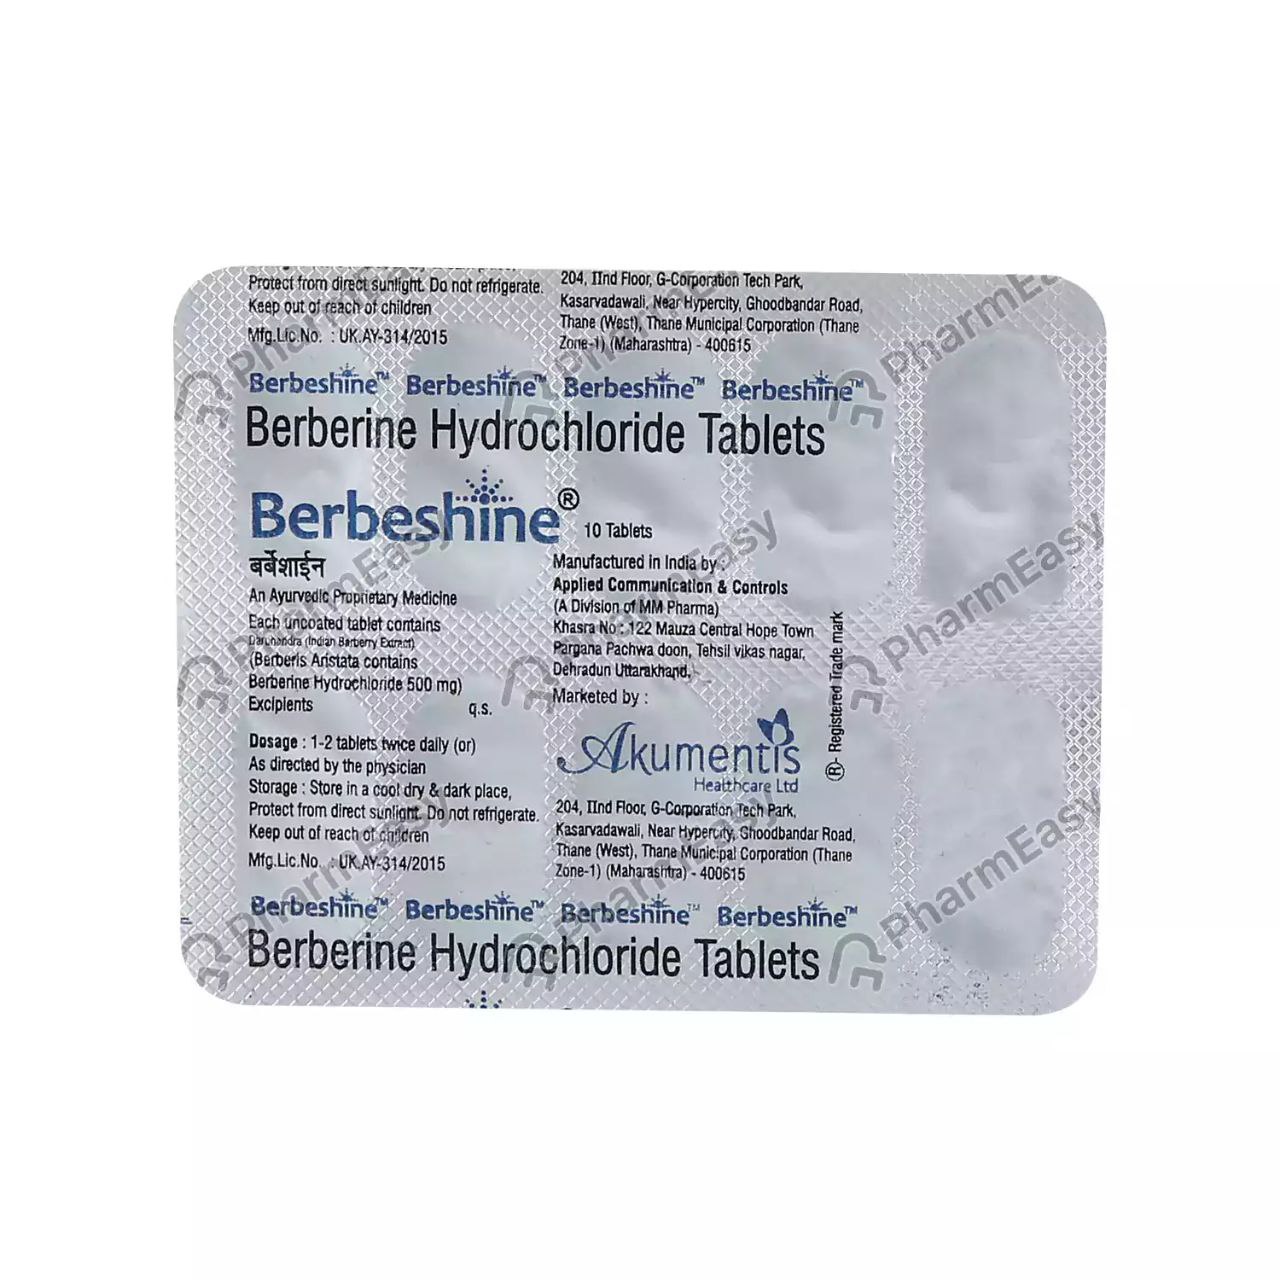 Protect from direct sunlight. Do not refrigerate.
Keep out of reach of children
Mfg.Lic.No. : UK.AY-314/2015
204, IInd Floor, G-Corporation Tech Park,
Kasarvadawali, Near Hypercity, Ghoodbandar Road,
Thane (West), Thane Municipal Corporation (Thane
Zone-1) (Maharashtra) - 400615
Berbeshine™ Berbeshine™ Berbeshine™ Berbeshine™
Berberine Hydrochloride Tablets
Berbeshine®
10 Tablets
बर्बेशाईन
An Ayurvedic Proprietary Medicine
Each uncoated tablet contains
Daruhandra (Indian Barberry Extract)
(Berberis Aristata contains
Berberine Hydrochloride 500 mg)
Excipients q.s.
Dosage : 1-2 tablets twice daily (or)
As directed by the physician
Storage : Store in a cool dry & dark place,
Protect from direct sunlight. Do not refrigerate.
Keep out of reach of children
Mfg.Lic.No. : UK.AY-314/2015
Manufactured in India by :
Applied Communication & Controls
(A Division of MM Pharma)
Khasra No : 122 Mauza Central Hope Town
Pargana Pachwa doon, Tehsil vikas nagar,
Dehradun Uttarakhand,
Marketed by :
Akumentis
Healthcare Ltd
204, IInd Floor, G-Corporation Tech Park,
Kasarvadawali, Near Hypercity, Ghoodbandar Road,
Thane (West), Thane Municipal Corporation (Thane
Zone-1) (Maharashtra) - 400615
®- Registered Trade mark
Berbeshine™ Berbeshine™ Berbeshine™ Berbeshine™
Berberine Hydrochloride Tablets
PharmEasy
PharmEasy
PharmEasy
PharmEasy
PharmEasy
PharmEasy
PharmEasy
PharmEasy
PharmEasy